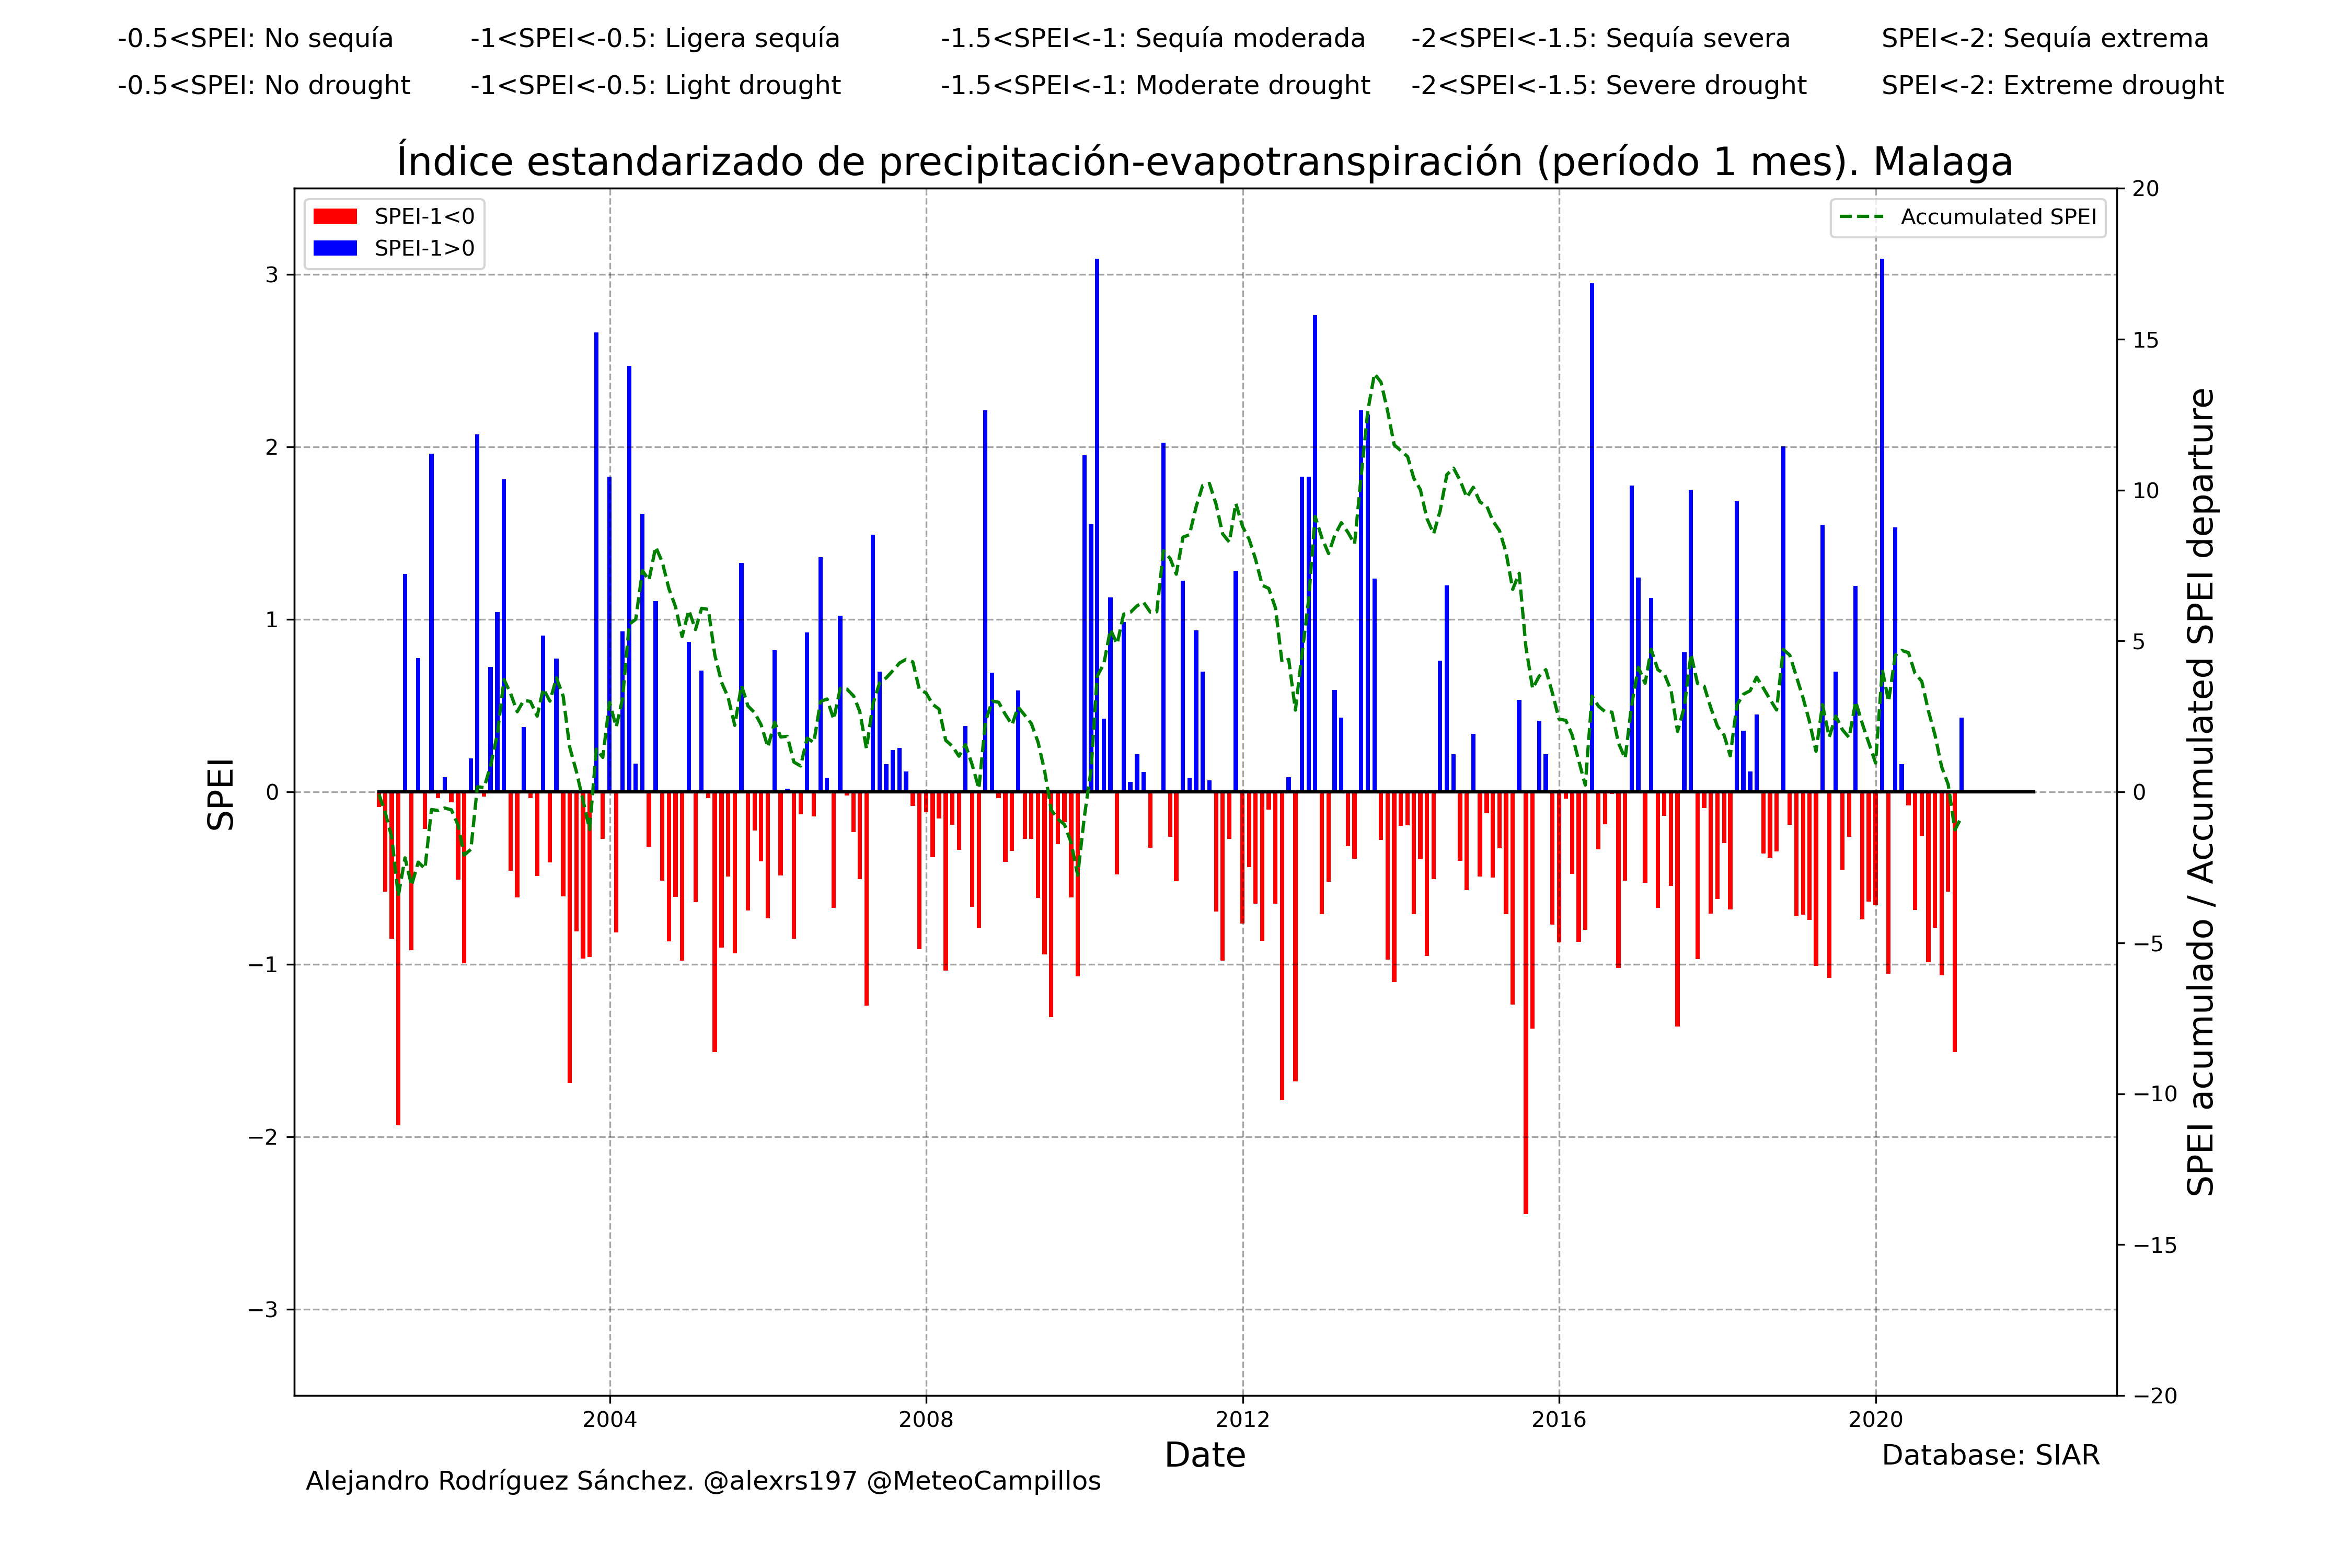 -0.5<SPEI: No sequía -1<SPEI<-0.5: Ligera sequía -1.5<SPEI<-1: Sequía moderada -2<SPEI<-1.5: Sequía severa SPEI<-2: Sequía extrema
-0.5<SPEI: No drought -1<SPEI<-0.5: Light drought -1.5<SPEI<-1: Moderate drought -2<SPEI<-1.5: Severe drought SPEI<-2: Extreme drought
Índice estandarizado de precipitación-evapotranspiración (período 1 mes). Malaga
SPEI-1<0
SPEI-1>0
Accumulated SPEI
SPEI
3
2
1
0
−1
−2
−3
20
15
10
5
0
−5
−10
−15
−20
SPEI acumulado / Accumulated SPEI departure
2004 2008 2012 2016 2020
Date
Database: SIAR
Alejandro Rodríguez Sánchez. @alexrs197 @MeteoCampillos